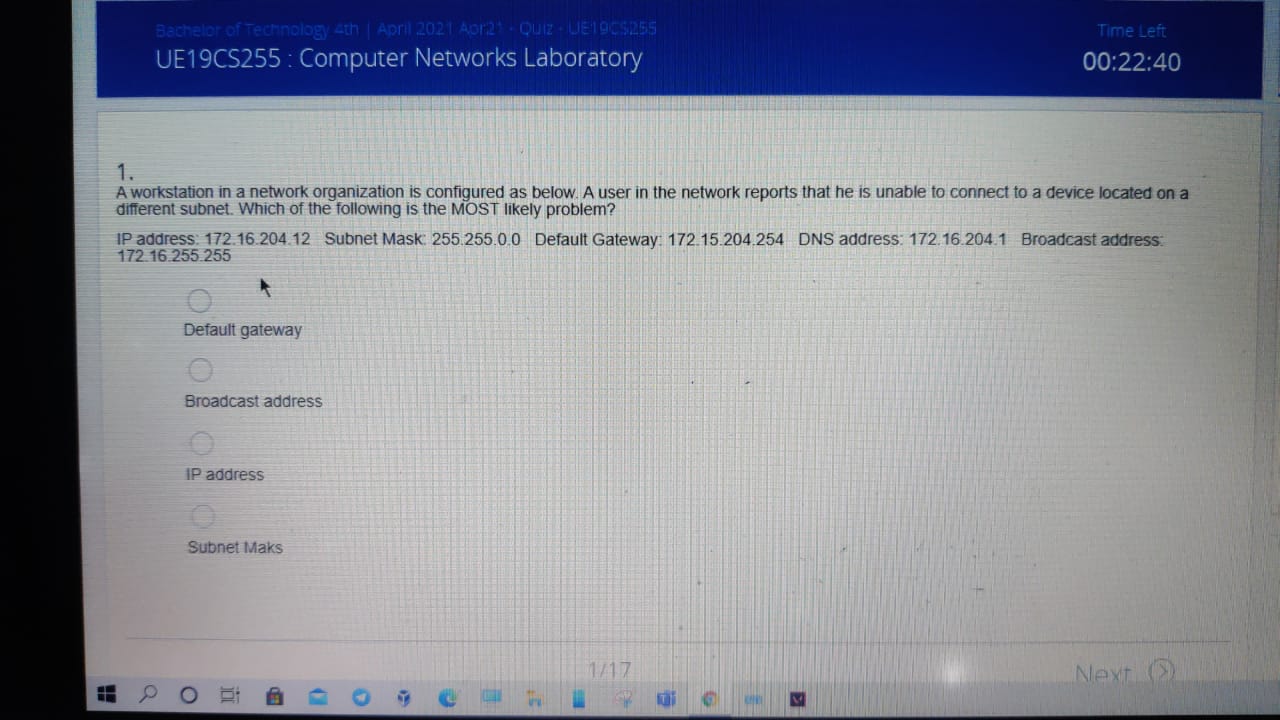 Bachelor of Technology 4th | April 2021 Apr21 - Quiz - UE19CS255
UE19CS255 : Computer Networks Laboratory
Time Left
00:22:40
1.
A workstation in a network organization is configured as below. A user in the network reports that he is unable to connect to a device located on a
different subnet. Which of the following is the MOST likely problem?
IP address: 172.16.204.12 Subnet Mask: 255.255.0.0 Default Gateway: 172.15.204.254 DNS address: 172.16.204.1 Broadcast address:
172.16.255.255
Default gateway
Broadcast address
IP address
Subnet Maks
1/17
Next